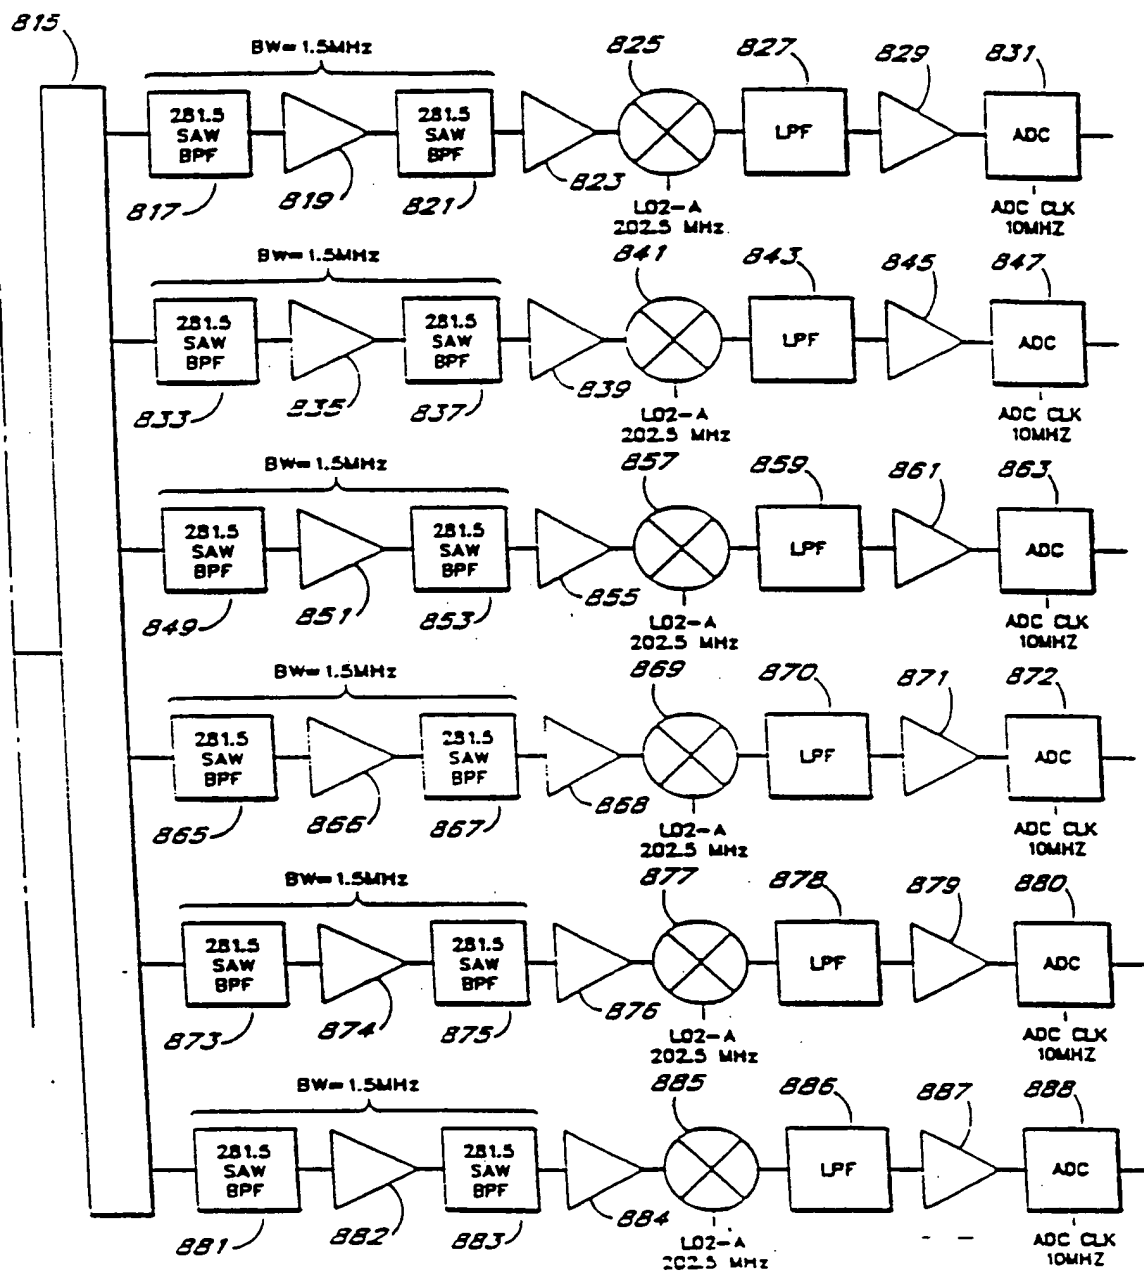 815
BW= 1.5MHz
825
827
829
831
281.5
SAW
BPF
281.5
SAW
BPF
LPF
ADC
817
819
821
823
LO2-A
202.5 MHz
ADC CLK
10MHZ
BW= 1.5MHz
841
843
845
847
281.5
SAW
BPF
281.5
SAW
BPF
LPF
ADC
833
835
837
839
LO2-A
202.5 MHz
ADC CLK
10MHZ
BW= 1.5MHz
857
859
861
863
281.5
SAW
BPF
281.5
SAW
BPF
LPF
ADC
849
851
853
855
LO2-A
202.5 MHz
ADC CLK
10MHZ
BW= 1.5MHz
869
870
871
872
281.5
SAW
BPF
281.5
SAW
BPF
LPF
ADC
865
866
867
868
LO2-A
202.5 MHz
ADC CLK
10MHZ
BW= 1.5MHz
877
878
879
880
281.5
SAW
BPF
281.5
SAW
BPF
LPF
ADC
873
874
875
876
LO2-A
202.5 MHz
ADC CLK
10MHZ
BW= 1.5MHz
885
886
887
888
281.5
SAW
BPF
281.5
SAW
BPF
LPF
ADC
881
882
883
884
LO2-A
202.5 MHz
ADC CLK
10MHZ